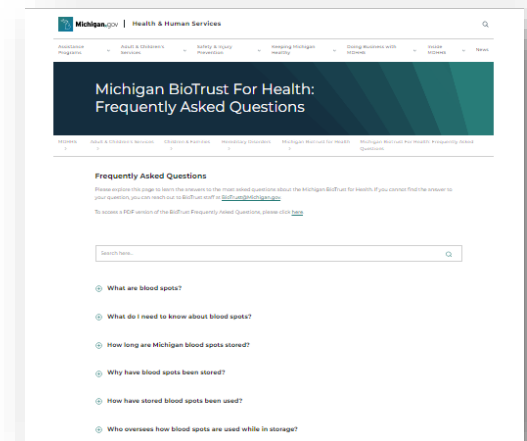 Michigan.gov | Health & Human Services
Assistance Programs
Adult & Children's Services
Safety & Injury Prevention
Keeping Michigan Healthy
Doing Business with MDHHS
Inside MDHHS
News
Michigan BioTrust For Health:
Frequently Asked Questions
MDHHS
Adult & Children's Services
Children & Families
Hereditary Disorders
Michigan BioTrust for Health
Michigan BioTrust For Health: Frequently Asked Questions
Frequently Asked Questions
Please explore this page to learn the answers to the most asked questions about the Michigan BioTrust for Health. If you cannot find the answer to
your question, you can reach out to BioTrust staff at BioTrust@Michigan.gov
To access a PDF version of the BioTrust Frequently Asked Questions, please click here.
Search here...
What are blood spots?
What do I need to know about blood spots?
How long are Michigan blood spots stored?
Why have blood spots been stored?
How have stored blood spots been used?
Who oversees how blood spots are used while in storage?